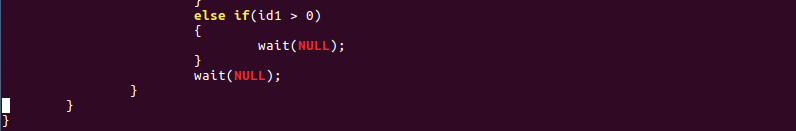 }
else if(id1 > 0)
{
wait(NULL);
}
wait(NULL);
}
}
}